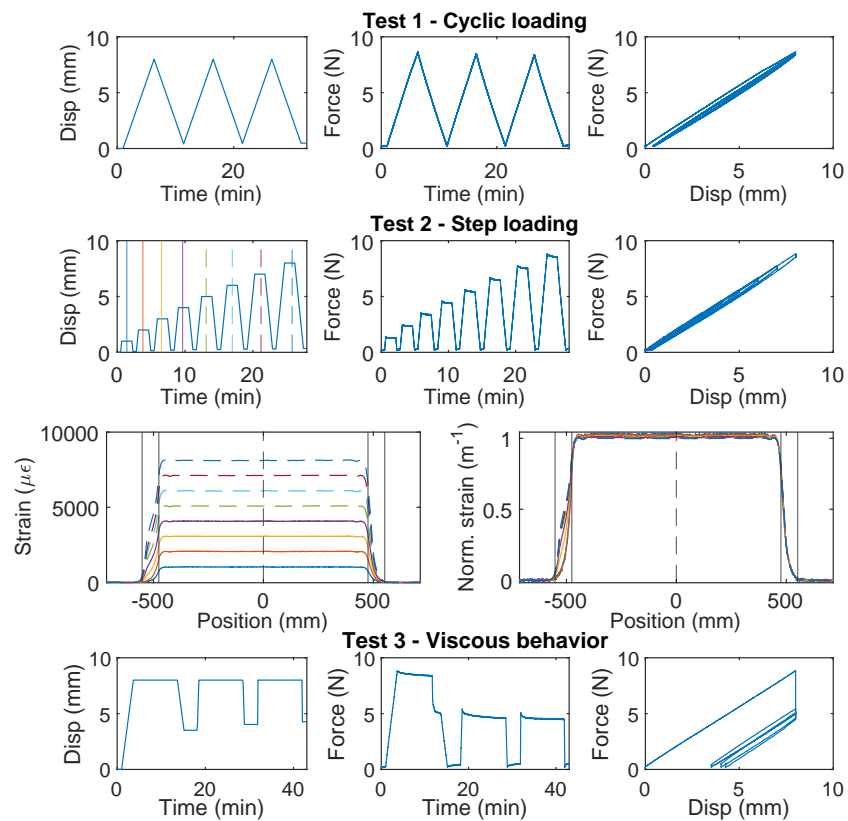 Test 1 - Cyclic loading
Disp (mm)
10
5
0
0
20
Time (min)
Force (N)
10
5
0
0
20
Time (min)
Force (N)
10
5
0
0
5
10
Disp (mm)
Test 2 - Step loading
Disp (mm)
10
5
0
0
10
20
Time (min)
Force (N)
10
5
0
0
10
20
Time (min)
Force (N)
10
5
0
0
5
10
Disp (mm)
Strain (με)
10000
5000
0
-500
0
500
Position (mm)
Norm. strain (m⁻¹)
1
0.5
0
-500
0
500
Position (mm)
Test 3 - Viscous behavior
Disp (mm)
10
5
0
0
20
40
Time (min)
Force (N)
10
5
0
0
20
40
Time (min)
Force (N)
10
5
0
0
5
10
Disp (mm)